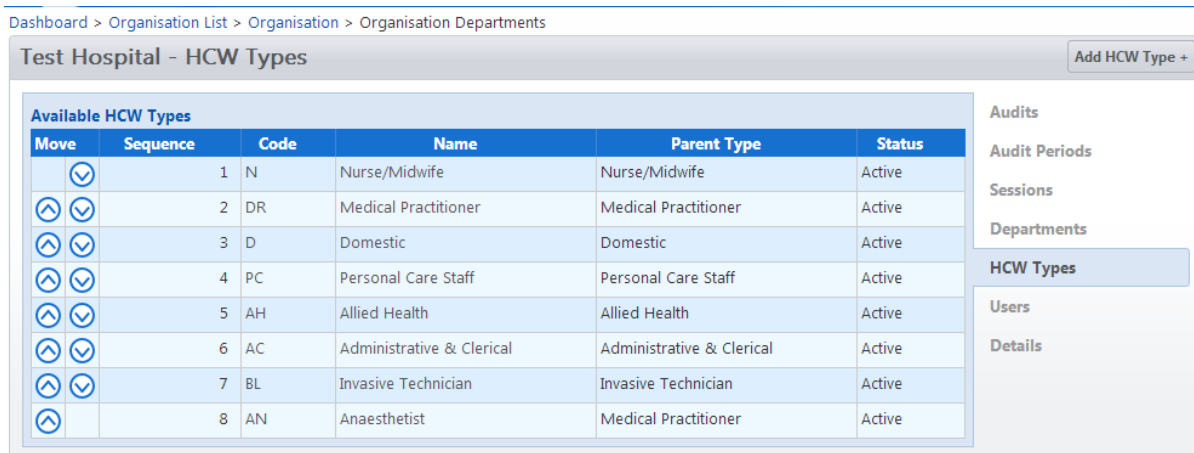 Dashboard > Organisation List > Organisation > Organisation Departments
Test Hospital - HCW Types
Add HCW Type +
Available HCW Types
Move Sequence Code Name Parent Type Status
1 N Nurse/Midwife Nurse/Midwife Active
2 DR Medical Practitioner Medical Practitioner Active
3 D Domestic Domestic Active
4 PC Personal Care Staff Personal Care Staff Active
5 AH Allied Health Allied Health Active
6 AC Administrative & Clerical Administrative & Clerical Active
7 BL Invasive Technician Invasive Technician Active
8 AN Anaesthetist Medical Practitioner Active
Audits
Audit Periods
Sessions
Departments
HCW Types
Users
Details